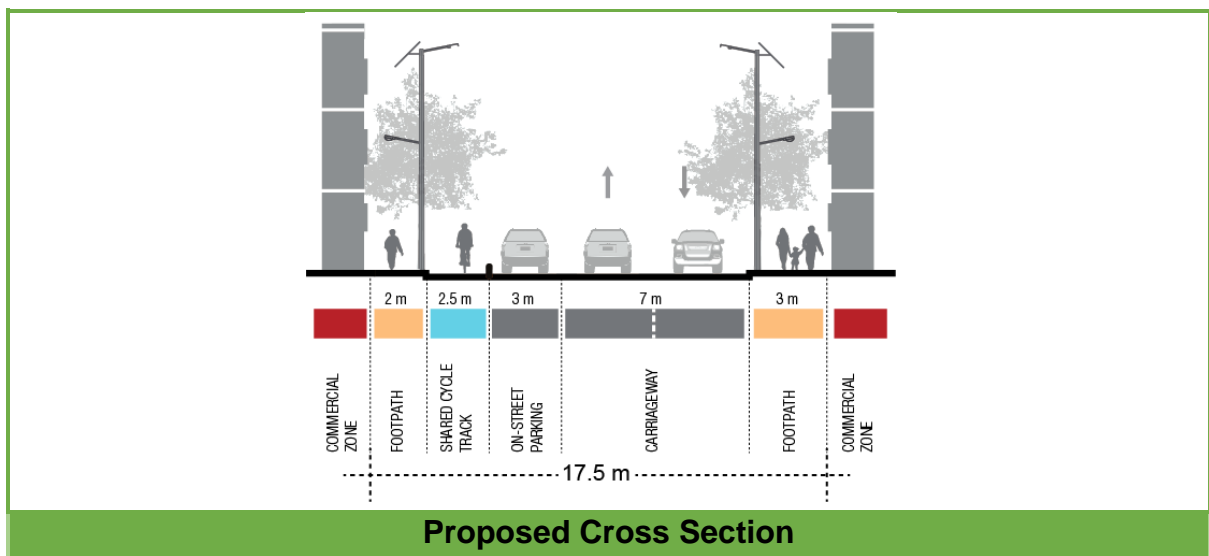 2 m 2.5 m 3 m 7 m 3 m
COMMERCIAL
ZONE
FOOTPATH
SHARED CYCLE
TRACK
ON-STREET
PARKING
CARRIAGEWAY
FOOTPATH
COMMERCIAL
ZONE
17.5 m
Proposed Cross Section